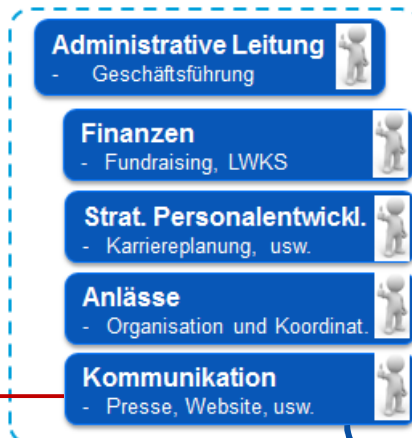 Administrative Leitung
- Geschäftsführung
Finanzen
- Fundraising, LWKS
Strat. Personalentwickl.
- Karriereplanung, usw.
Anlässe
- Organisation und Koordinat.
Kommunikation
- Presse, Website, usw.